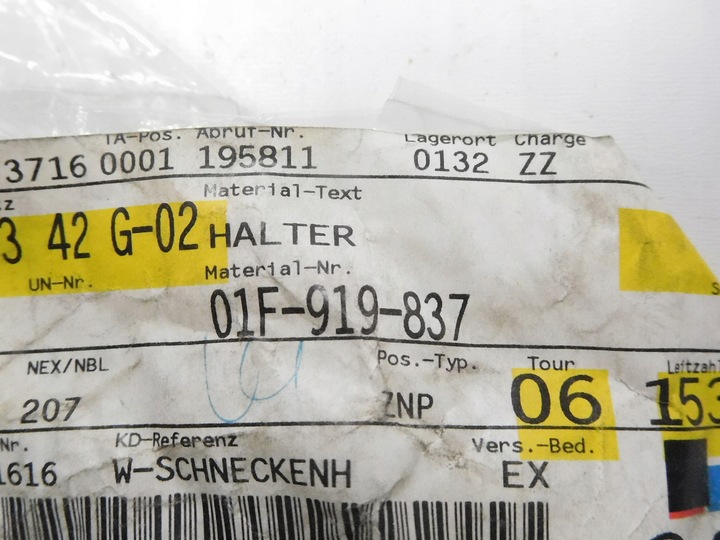 TA-Pos. Abruf-Nr. Lagerort Charge
3716 0001 195811 0132 ZZ
Material-Text
3 42 G-02 HALTER
UN-Nr. Material-Nr.
01F-919-837
NEX/NBL Pos.-Typ. Tour Leitzahl
207 ZNP 06 153
Nr. KD-Referenz Vers.-Bed.
1616 W-SCHNECKENH EX